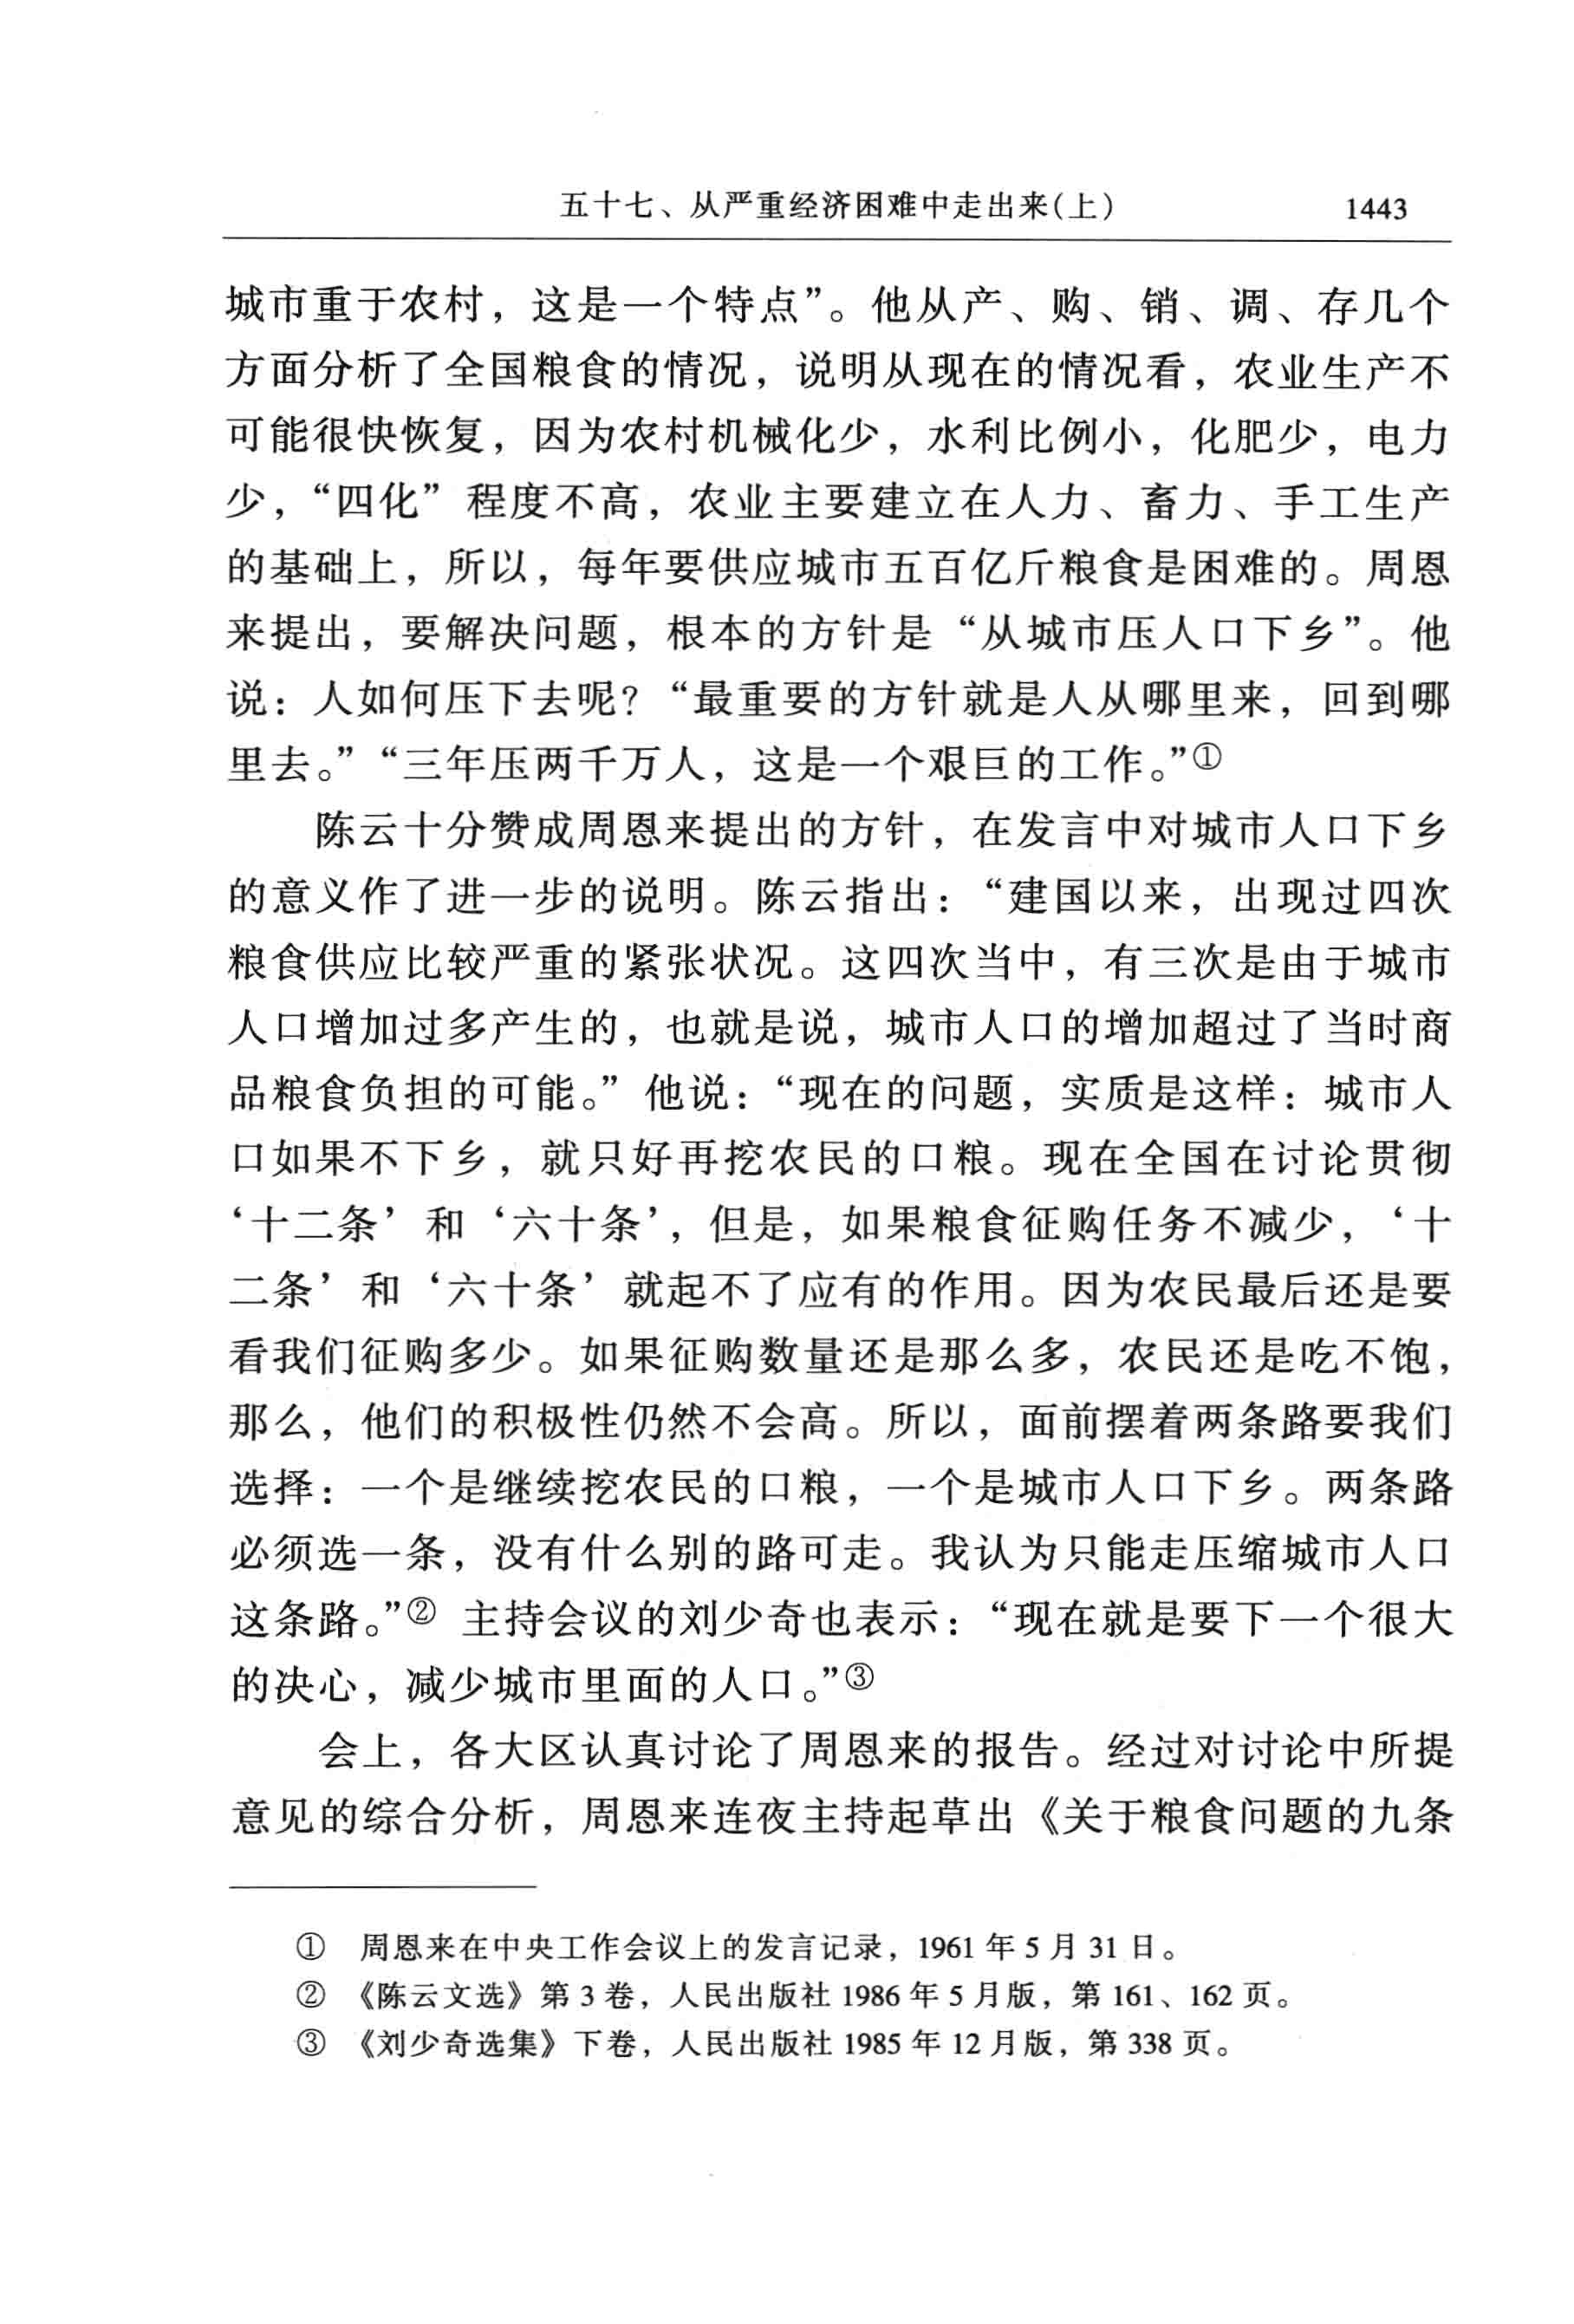 五十七、从严重经济困难中走出来(上) 1443
城市重于农村，这是一个特点”。他从产、购、销、调、存几个
方面分析了全国粮食的情况，说明从现在的情况看，农业生产不
可能很快恢复，因为农村机械化少，水利比例小，化肥少，电力
少，“四化”程度不高，农业主要建立在人力、畜力、手工生产
的基础上，所以，每年要供应城市五百亿斤粮食是困难的。周恩
来提出，要解决问题，根本的方针是“从城市压人口下乡”。他
说：人如何压下去呢？“最重要的方针就是人从哪里来，回到哪
里去。”“三年压两千万人，这是一个艰巨的工作。”①
陈云十分赞成周恩来提出的方针，在发言中对城市人口下乡
的意义作了进一步的说明。陈云指出：“建国以来，出现过四次
粮食供应比较严重的紧张状况。这四次当中，有三次是由于城市
人口增加过多产生的，也就是说，城市人口的增加超过了当时商
品粮食负担的可能。”他说：“现在的问题，实质是这样：城市人
口如果不下乡，就只好再挖农民的口粮。现在全国在讨论贯彻
‘十二条’和‘六十条’，但是，如果粮食征购任务不减少，‘十
二条’和‘六十条’就起不了应有的作用。因为农民最后还是要
看我们征购多少。如果征购数量还是那么多，农民还是吃不饱，
那么，他们的积极性仍然不会高。所以，面前摆着两条路要我们
选择：一个是继续挖农民的口粮，一个是城市人口下乡。两条路
必须选一条，没有什么别的路可走。我认为只能走压缩城市人口
这条路。”② 主持会议的刘少奇也表示：“现在就是要下一个很大
的决心，减少城市里面的人口。”③
会上，各大区认真讨论了周恩来的报告。经过对讨论中所提
意见的综合分析，周恩来连夜主持起草出《关于粮食问题的九条
① 周恩来在中央工作会议上的发言记录，1961 年 5 月 31 日。
② 《陈云文选》第 3 卷，人民出版社 1986 年 5 月版，第 161、162 页。
③ 《刘少奇选集》下卷，人民出版社 1985 年 12 月版，第 338 页。